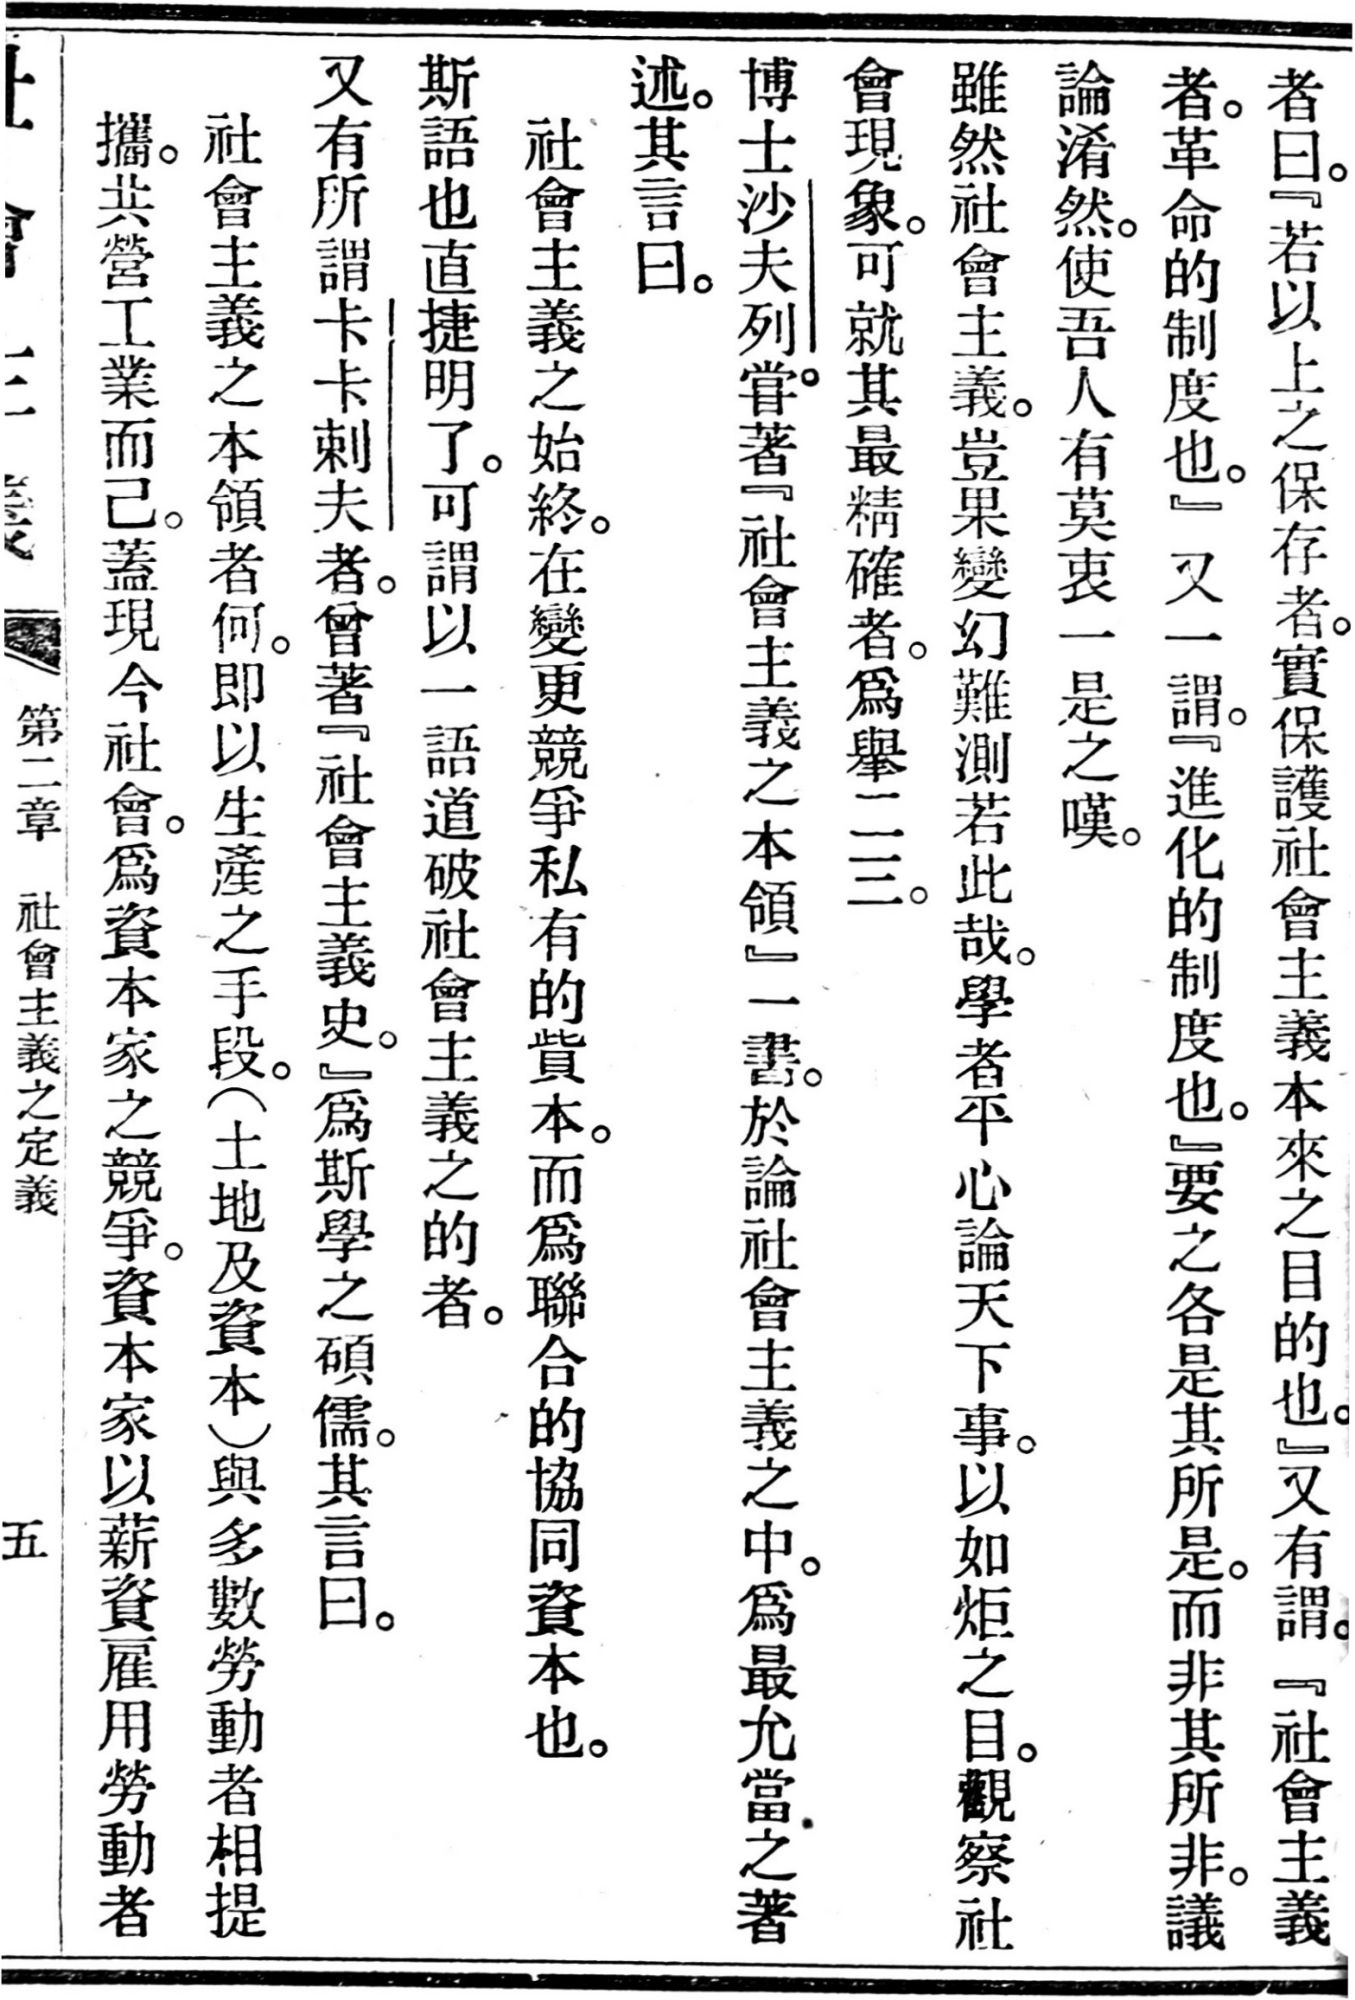 者曰。『若以上之保存者。實保護社會主義本來之目的也。』又有謂。『社會主義
者。革命的制度也。』又一謂。『進化的制度也。』要之各是其所是。而非其所非。議
論淆然。使吾人有莫衷一是之嘆。
雖然社會主義。豈果變幻難測若此哉。學者平心論天下事。以如炬之目。觀察社
會現象。可就其最精確者。爲舉二三。
博士沙夫列。嘗著『社會主義之本領』一書。於論社會主義之中。爲最允當之著
述。其言曰。
社會主義之始終。在變更競爭私有的貲本。而爲聯合的協同資本也。
斯語也直捷明了。可謂以一語道破社會主義之的者。
又有所謂卡卡剌夫者。曾著『社會主義史。』爲斯學之碩儒。其言曰。
社會主義之本領者何。即以生產之手段。(土地及資本)與多數勞動者相提
攜。共營工業而己。蓋現今社會。爲資本家之競爭。資本家以薪資雇用勞動者
社會主義 第二章 社會主義之定義 五